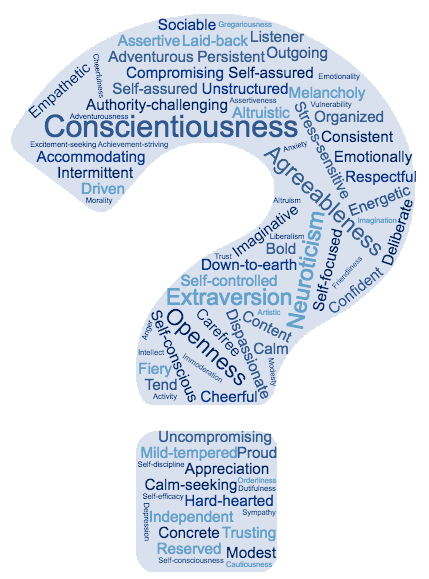 Sociable Gregariousness
Assertive Laid-back Listener
Cheerfulness
Adventurous Persistent Outgoing
Empathetic
Compromising Self-assured Emotionality
Self-assured Unstructured Melancholy
Authority-challenging Assertiveness Vulnerability
Adventurousness Altruistic Organized
Conscientiousness Stress-sensitive Consistent
Excitement-seeking Achievement-striving Anxiety
Accommodating Agreeableness Emotionally
Intermittent Respectful
Driven Energetic
Morality Altruism
Imaginative Liberalism Imagination
Trust Bold Neuroticism Deliberate
Down-to-earth Self-focused
Self-controlled Friendliness
Extraversion Confident
Artistic
Anger Self-conscious Openness Carefree Dispassionate Content
Intellect Calm
Immoderation Modesty
Fiery
Tend
Activity Cheerful
Uncompromising
Mild-tempered Proud
Self-discipline Appreciation
Calm-seeking Orderliness
Dutifulness
Self-efficacy Hard-hearted
Depression Sympathy
Independent
Concrete Trusting
Reserved Modest
Self-consciousness Cautiousness